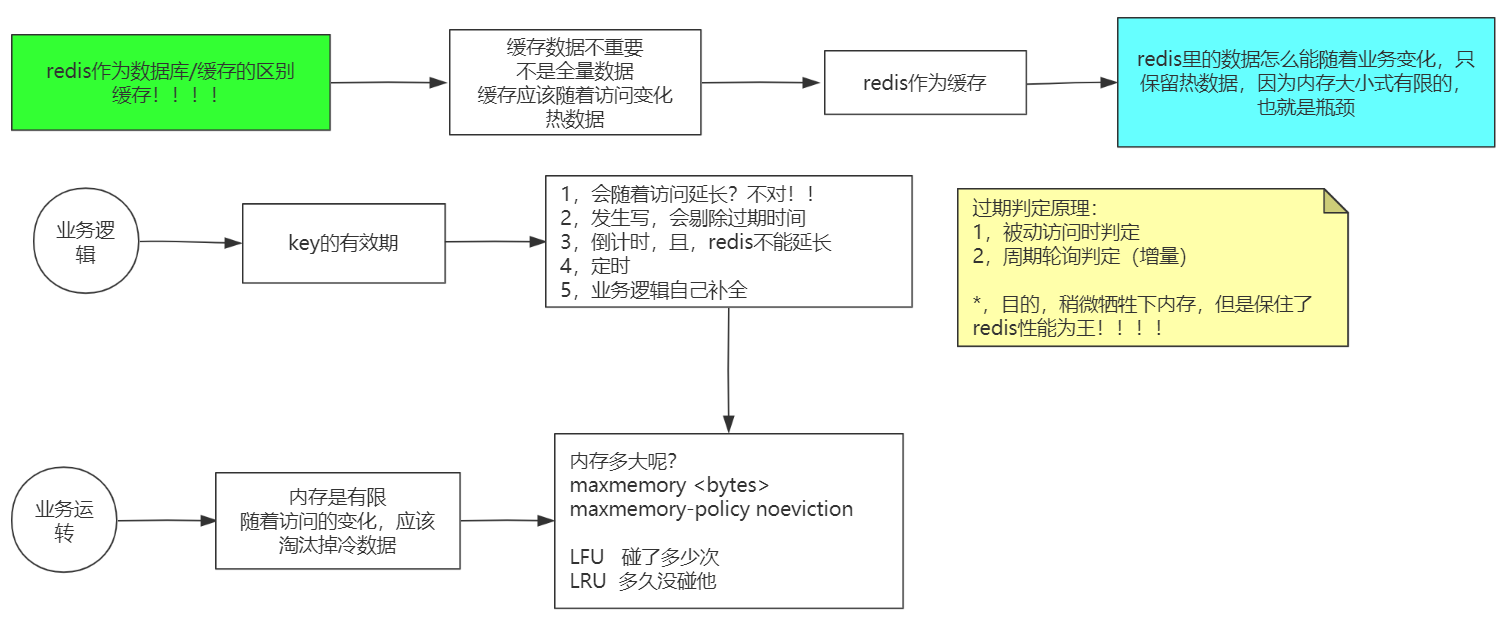 redis作为数据库/缓存的区别
缓存！！！！
缓存数据不重要
不是全量数据
缓存应该随着访问变化
热数据
redis作为缓存
redis里的数据怎么能随着业务变化，只
保留热数据，因为内存大小式有限的，
也就是瓶颈
业务逻
辑
key的有效期
1，会随着访问延长？不对！！
2，发生写，会剔除过期时间
3，倒计时，且，redis不能延长
4，定时
5，业务逻辑自己补全
过期判定原理：
1，被动访问时判定
2，周期轮询判定（增量）
*，目的，稍微牺牲下内存，但是保住了
redis性能为王！！！！
业务运
转
内存是有限
随着访问的变化，应该
淘汰掉冷数据
内存多大呢？
maxmemory <bytes>
maxmemory-policy noeviction
LFU 碰了多少次
LRU 多久没碰他